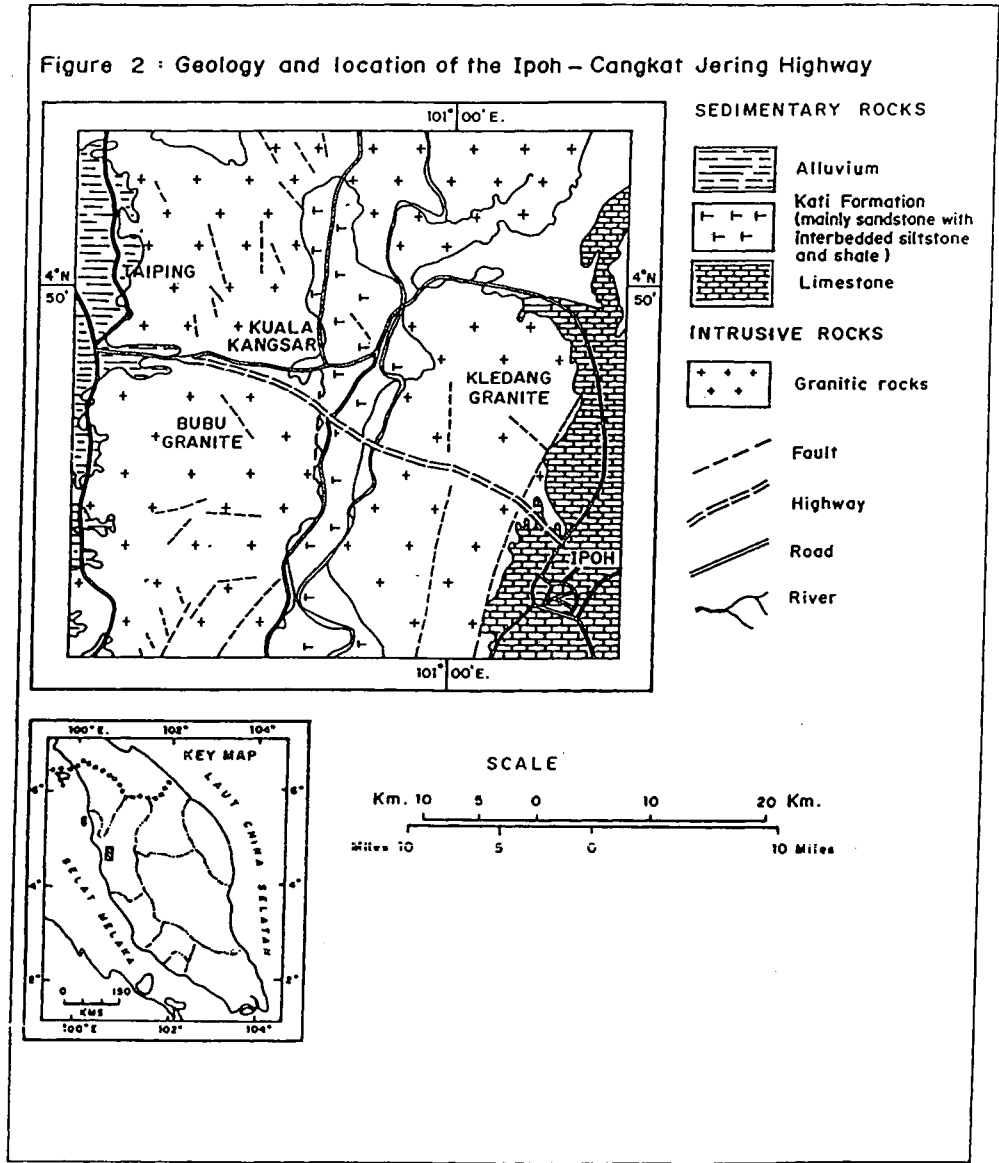 Figure 2 : Geology and location of the Ipoh – Cangkat Jering Highway
101° 00' E.
4° N
50'
4° N
50'
TAIPING
KUALA
KANGSAR
BUBU
GRANITE
KLEDANG
GRANITE
IPOH
101° 00' E.
SEDIMENTARY ROCKS
Alluvium
Kati Formation
(mainly sandstone with
interbedded siltstone
and shale)
Limestone
INTRUSIVE ROCKS
Granitic rocks
Fault
Highway
Road
River
100° E.
102°
104°
KEY MAP
LAUT CHINA SELATAN
SELAT MELAKA
6°
6°
4°
4°
2°
0
150
KMS
100° E
102°
104°
SCALE
Km. 10 5 0 10 20 Km.
Miles 10 5 0 10 Miles